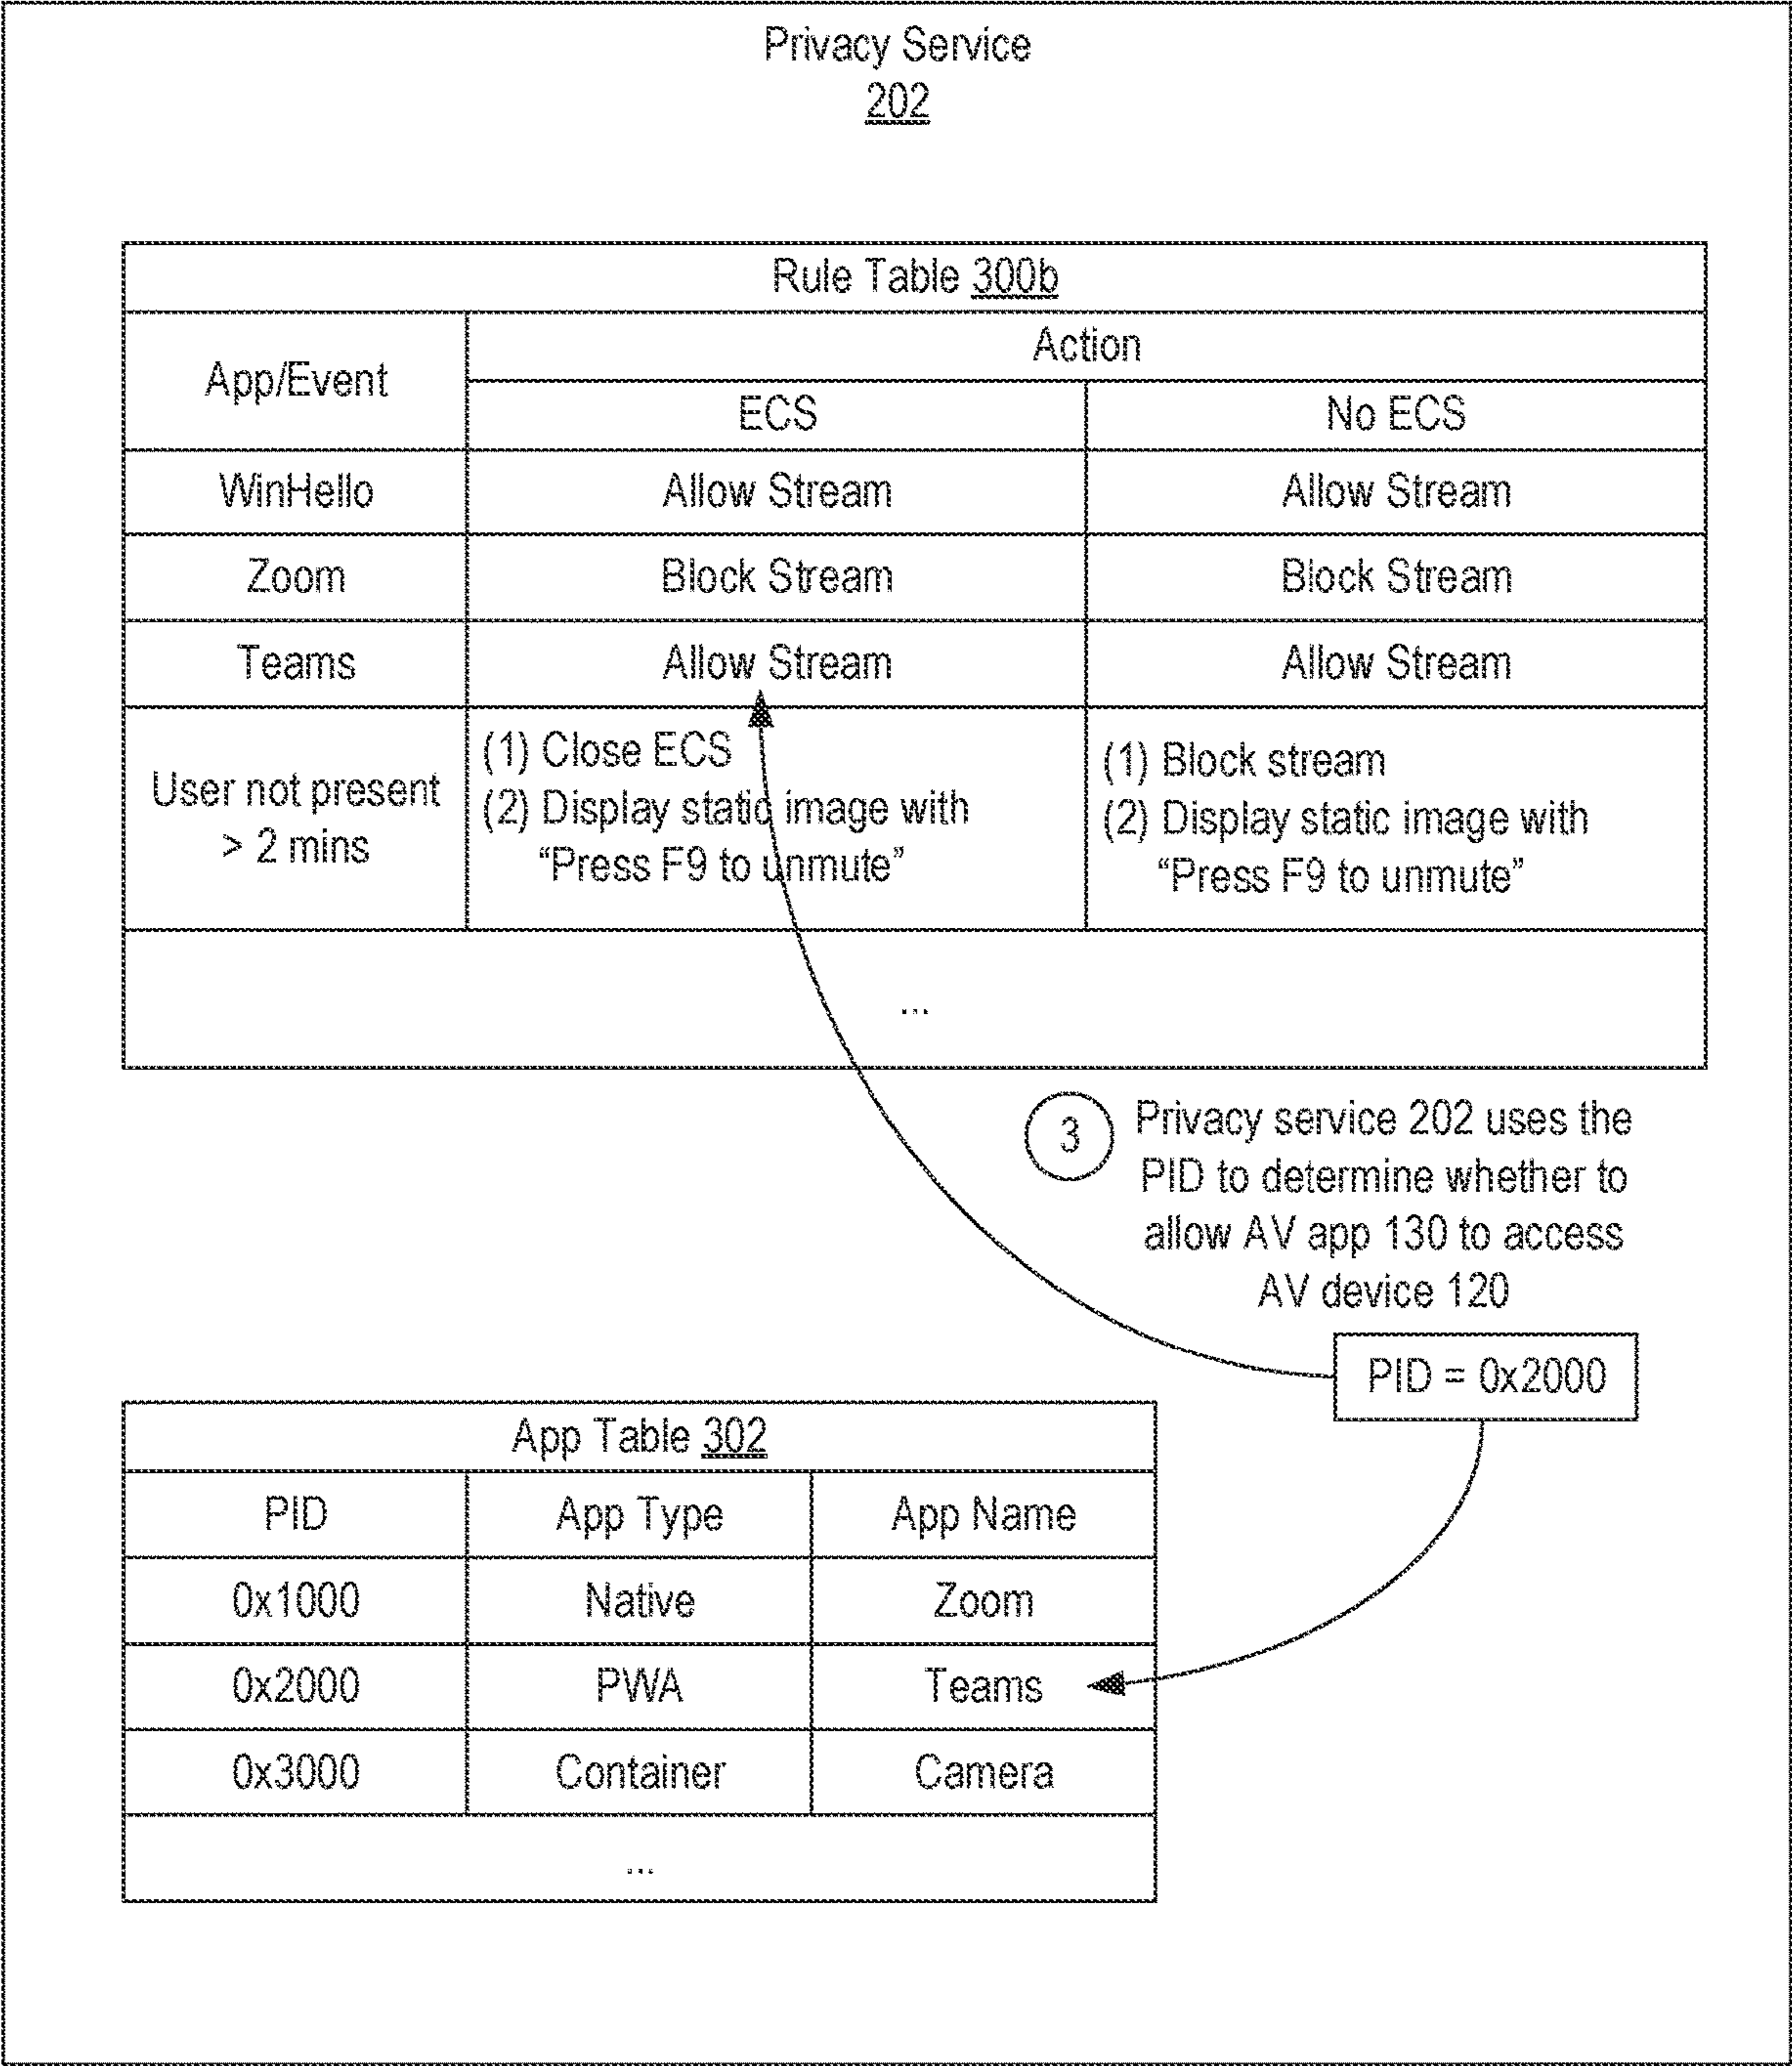 Privacy Service
202
Rule Table 300b
App/Event
Action
ECS
No ECS
WinHello
Allow Stream
Allow Stream
Zoom
Block Stream
Block Stream
Teams
Allow Stream
Allow Stream
User not present
> 2 mins
(1) Close ECS
(2) Display static image with
“Press F9 to unmute”
(1) Block stream
(2) Display static image with
“Press F9 to unmute”
...
3
Privacy service 202 uses the
PID to determine whether to
allow AV app 130 to access
AV device 120
PID = 0x2000
App Table 302
PID
App Type
App Name
0x1000
Native
Zoom
0x2000
PWA
Teams
0x3000
Container
Camera
...